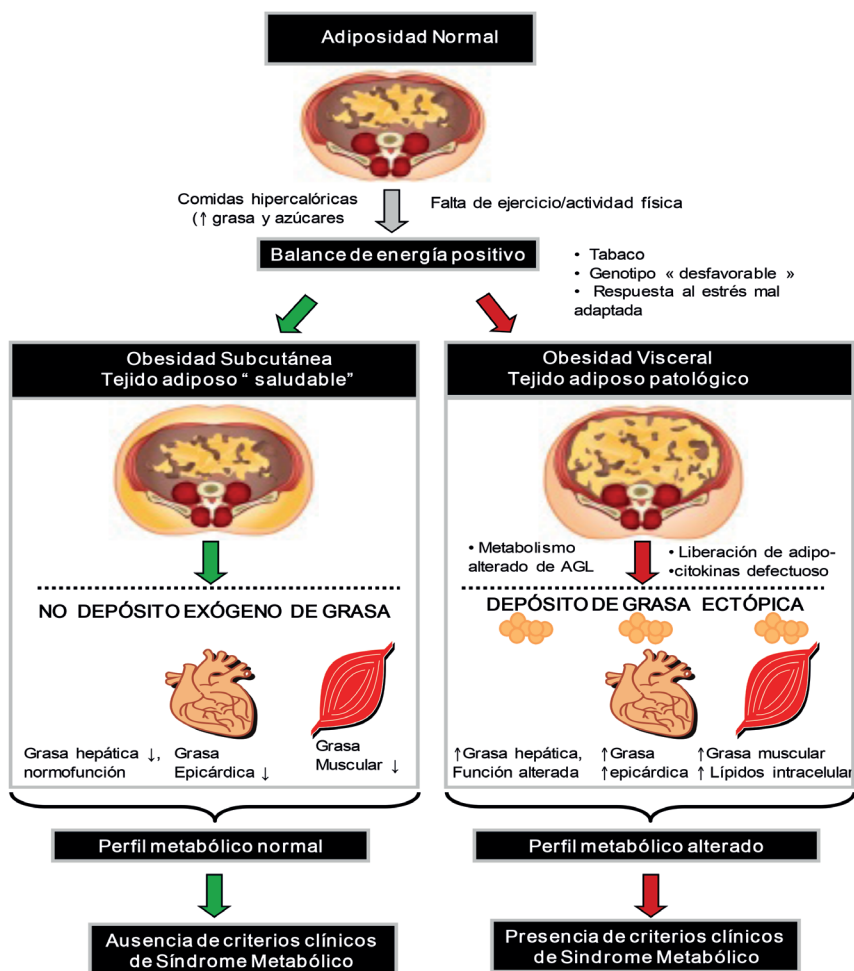 Adiposidad Normal
Comidas hipercalóricas
(↑ grasa y azúcares
Falta de ejercicio/actividad física
Balance de energía positivo
• Tabaco
• Genotipo « desfavorable »
• Respuesta al estrés mal
adaptada
Obesidad Subcutánea
Tejido adiposo “ saludable”
NO DEPÓSITO EXÓGENO DE GRASA
Grasa hepática ↓,
normofunción
Grasa
Epicárdica ↓
Grasa
Muscular ↓
Perfil metabólico normal
Ausencia de criterios clínicos
de Síndrome Metabólico
Obesidad Visceral
Tejido adiposo patológico
• Metabolismo
alterado de AGL
• Liberación de adipo-
•citokinas defectuoso
DEPÓSITO DE GRASA ECTÓPICA
↑Grasa hepática,
Función alterada
↑Grasa
↑epicárdica
↑Grasa muscular
↑ Lípidos intracelular
Perfil metabólico alterado
Presencia de criterios clínicos
de Sindrome Metabólico